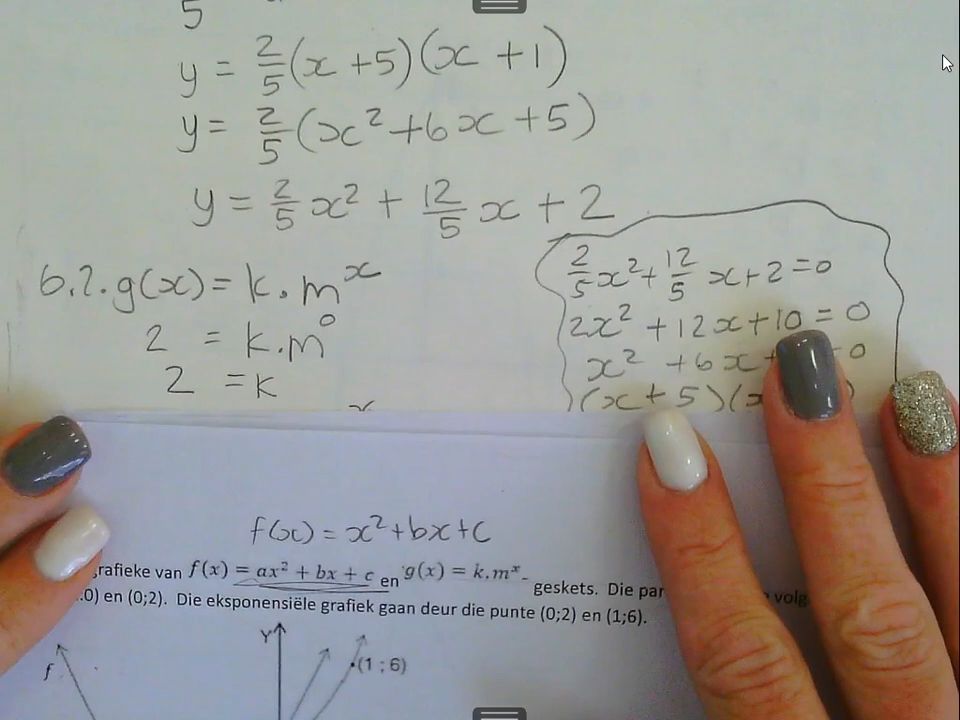 5
y = 2/5(x + 5)(x + 1)
y = 2/5(x² + 6x + 5)
y = 2/5x² + 12/5x + 2
6.2. g(x) = k.m^x
2 = k.m^0
2 = k
2/5x² + 12/5x + 2 = 0
2x² + 12x + 10 = 0
x² + 6x + = 0
(x + 5)(x
x
f(x) = x² + bx + c
rafieke van f(x) = ax² + bx + c en g(x) = k.m^x geskets. Die par volg
.0) en (0;2). Die eksponensiële grafiek gaan deur die punte (0;2) en (1;6).
Y
f
(1 ; 6)